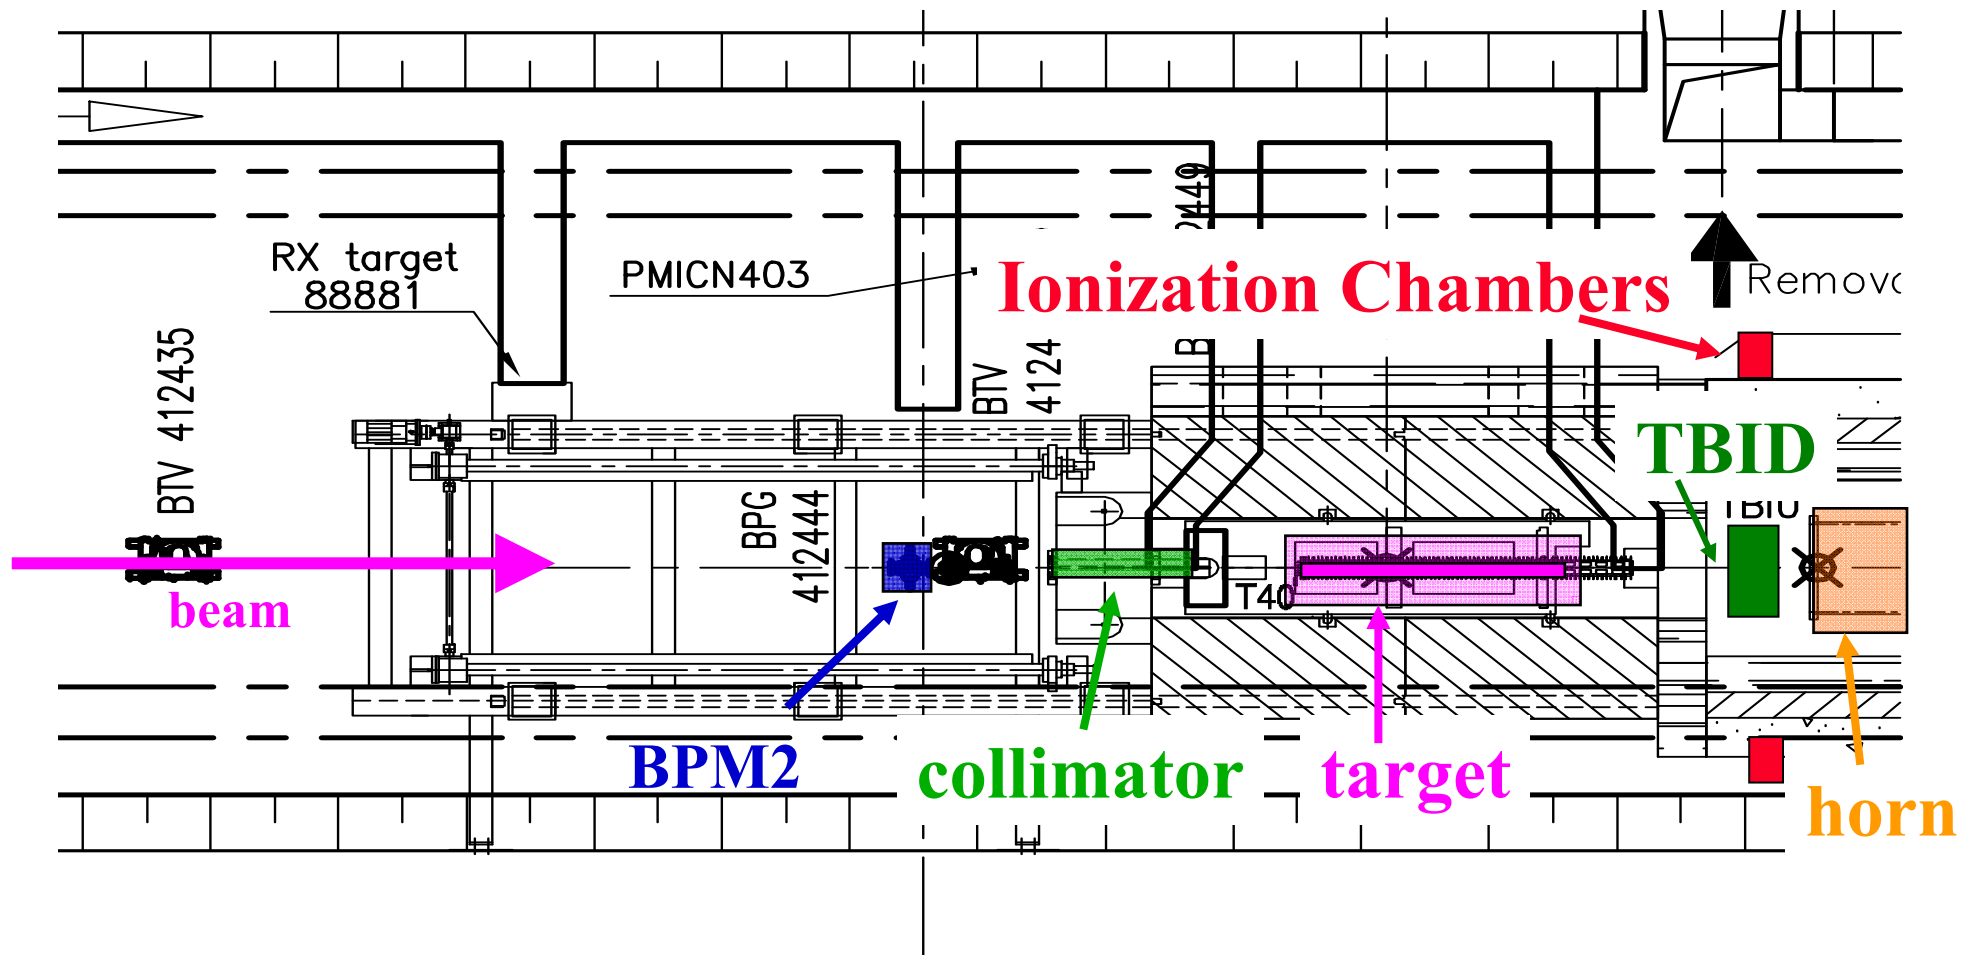 RX target
88881
PMICN403
Ionization Chambers
Remova
BTV 412435
BTV
4124
BPG
412444
TBID
T40
beam
BPM2
collimator
target
horn